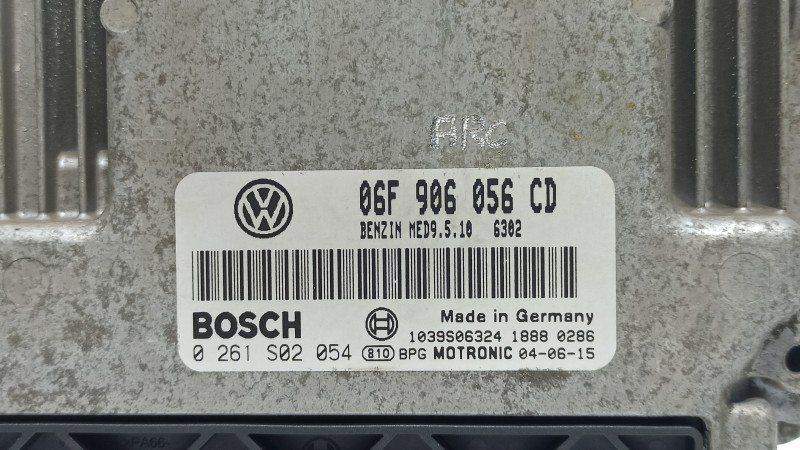 ARC
06F 906 056 CD
BENZIN MED9.5.10 6302
BOSCH Made in Germany
1039S06324 1888 0286
0 261 S02 054 810 BPG MOTRONIC 04-06-15
-PA66-